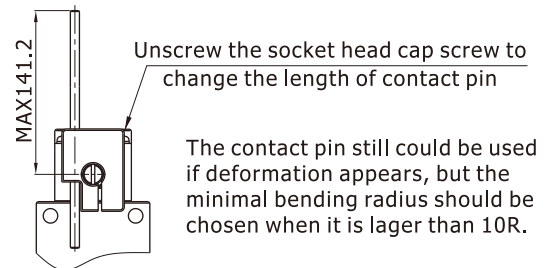 MAX141.2
Unscrew the socket head cap screw to
change the length of contact pin
The contact pin still could be used
if deformation appears, but the
minimal bending radius should be
chosen when it is lager than 10R.